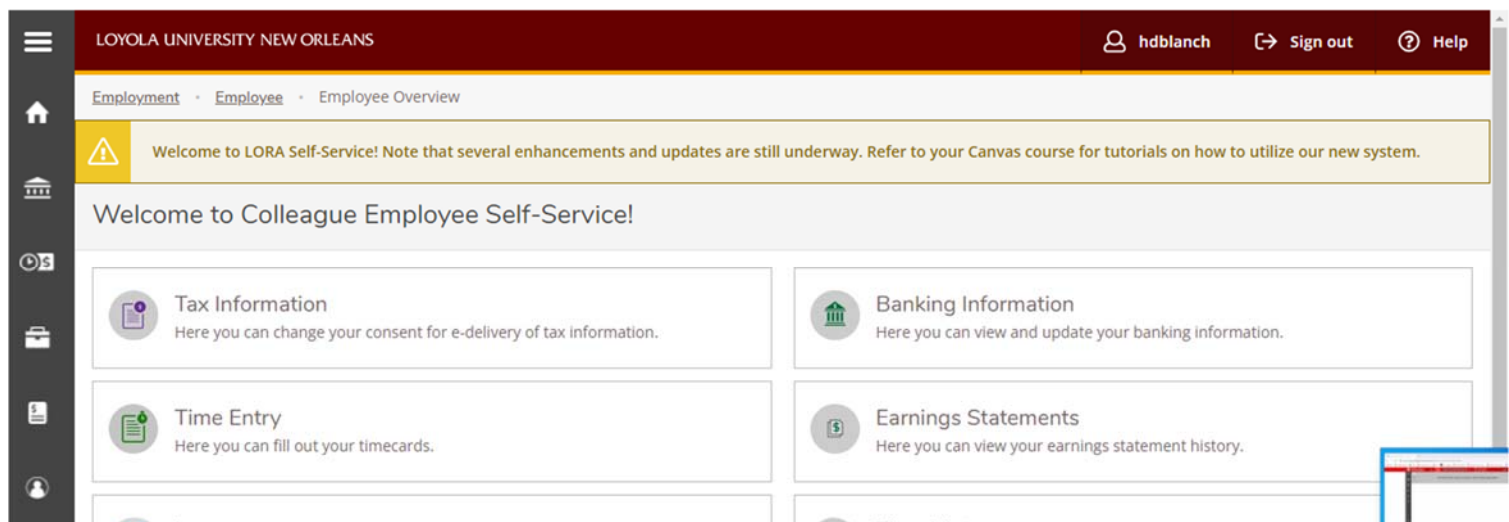 LOYOLA UNIVERSITY NEW ORLEANS
hdblanch
Sign out
Help
Employment · Employee · Employee Overview
Welcome to LORA Self-Service! Note that several enhancements and updates are still underway. Refer to your Canvas course for tutorials on how to utilize our new system.
Welcome to Colleague Employee Self-Service!
Tax Information
Here you can change your consent for e-delivery of tax information.
Banking Information
Here you can view and update your banking information.
Time Entry
Here you can fill out your timecards.
Earnings Statements
Here you can view your earnings statement history.